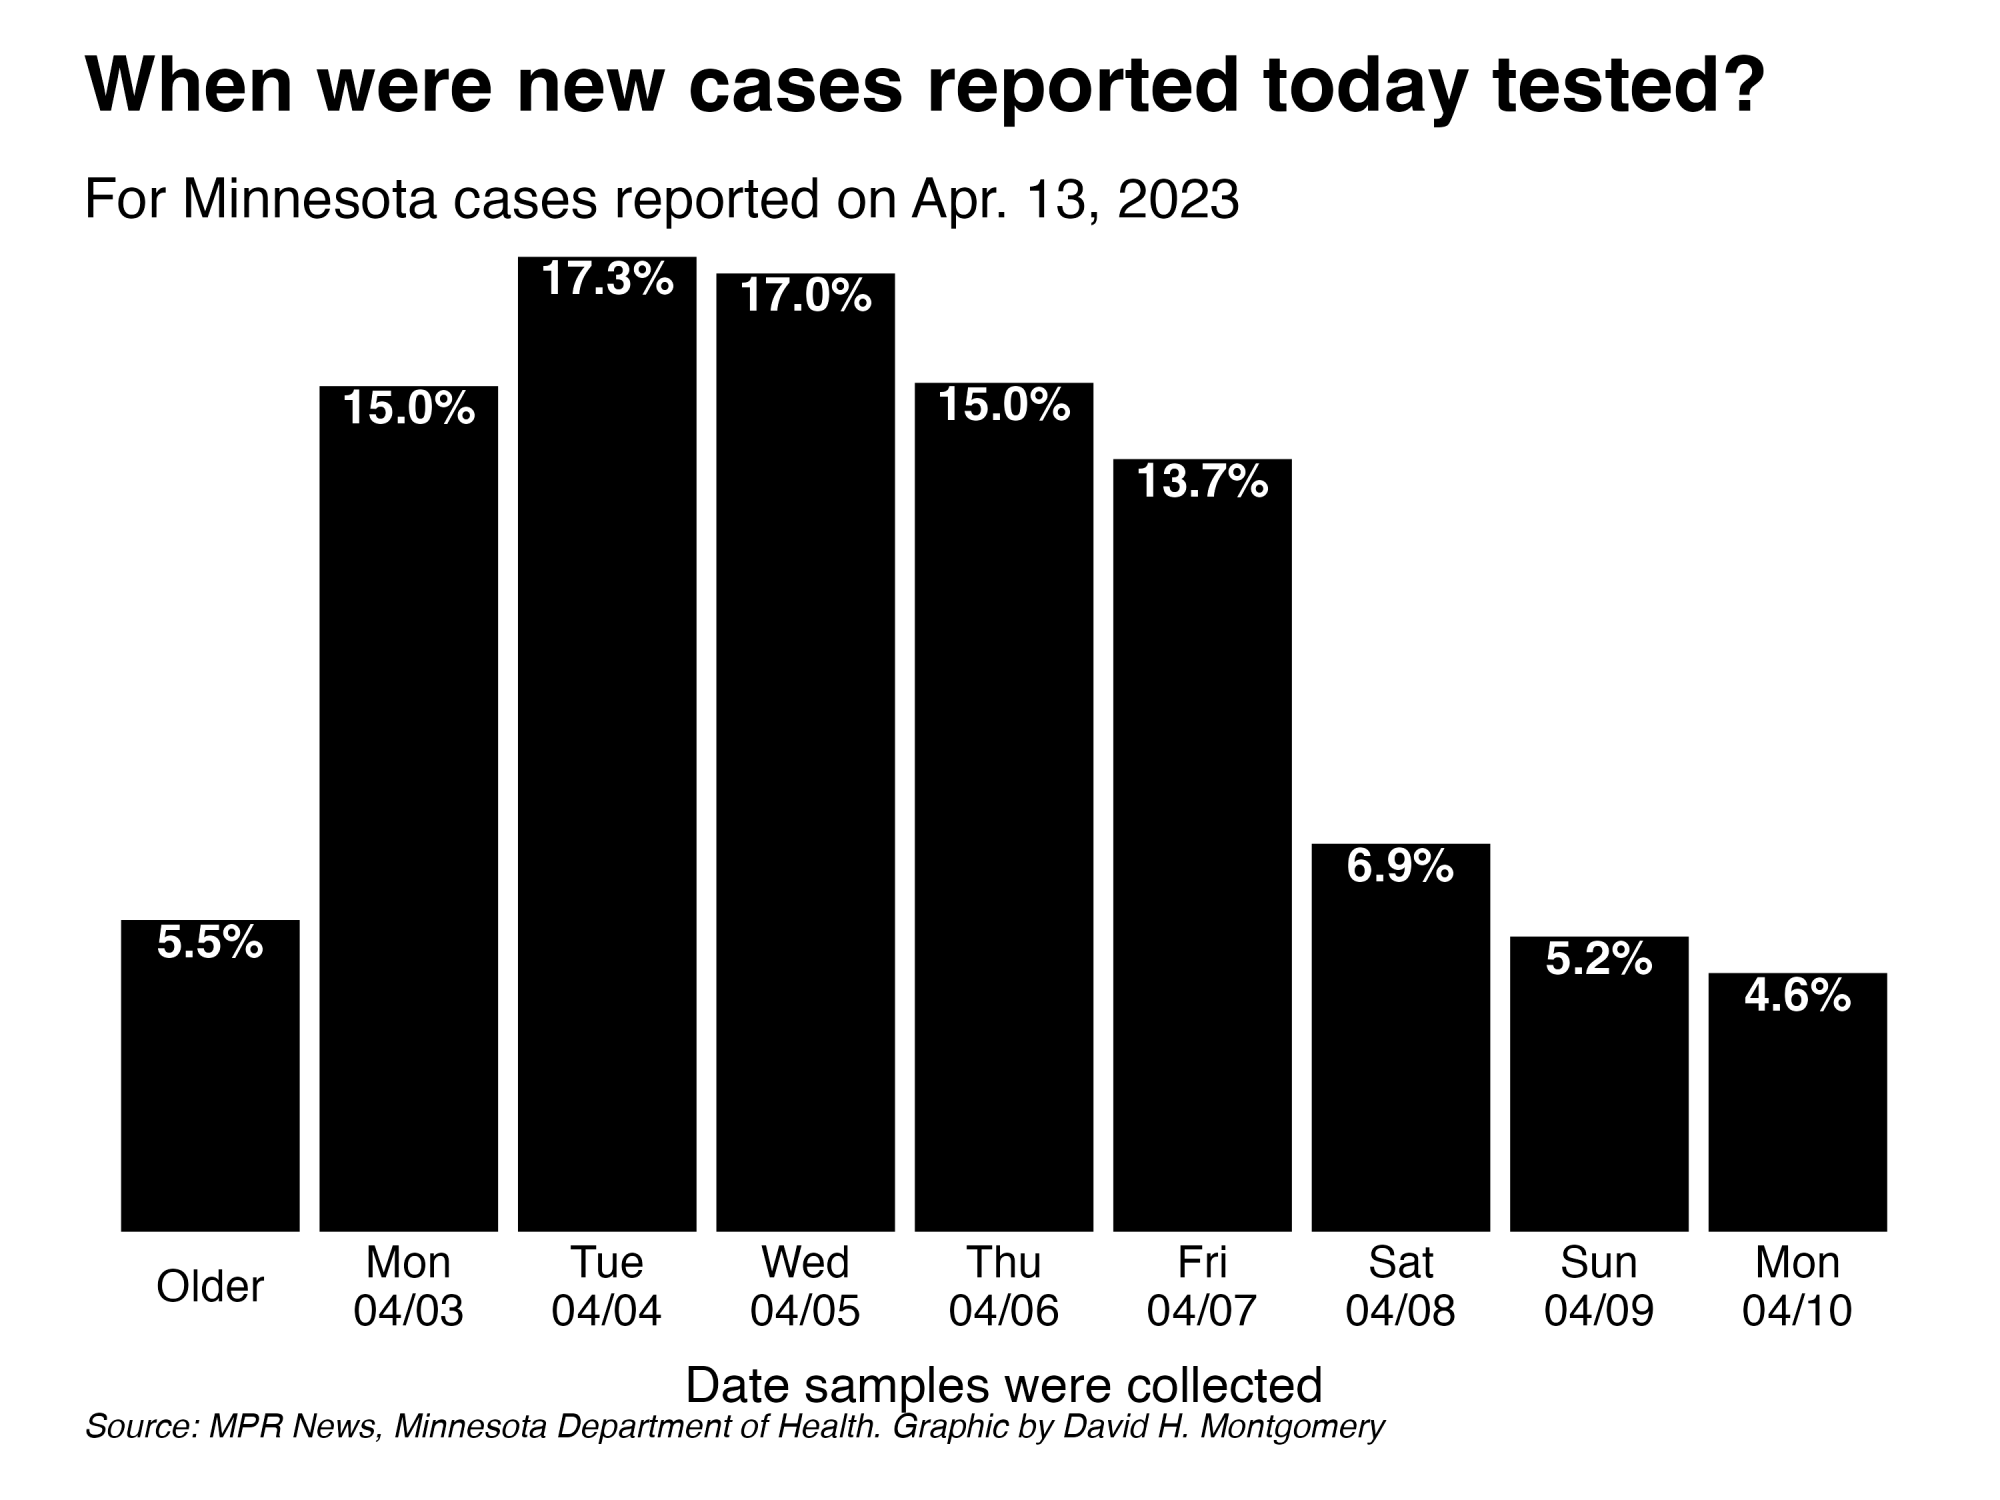 When were new cases reported today tested?
For Minnesota cases reported on Apr. 13, 2023
5.5%
15.0%
17.3%
17.0%
15.0%
13.7%
6.9%
5.2%
4.6%
Older
Mon
04/03
Tue
04/04
Wed
04/05
Thu
04/06
Fri
04/07
Sat
04/08
Sun
04/09
Mon
04/10
Date samples were collected
Source: MPR News, Minnesota Department of Health. Graphic by David H. Montgomery